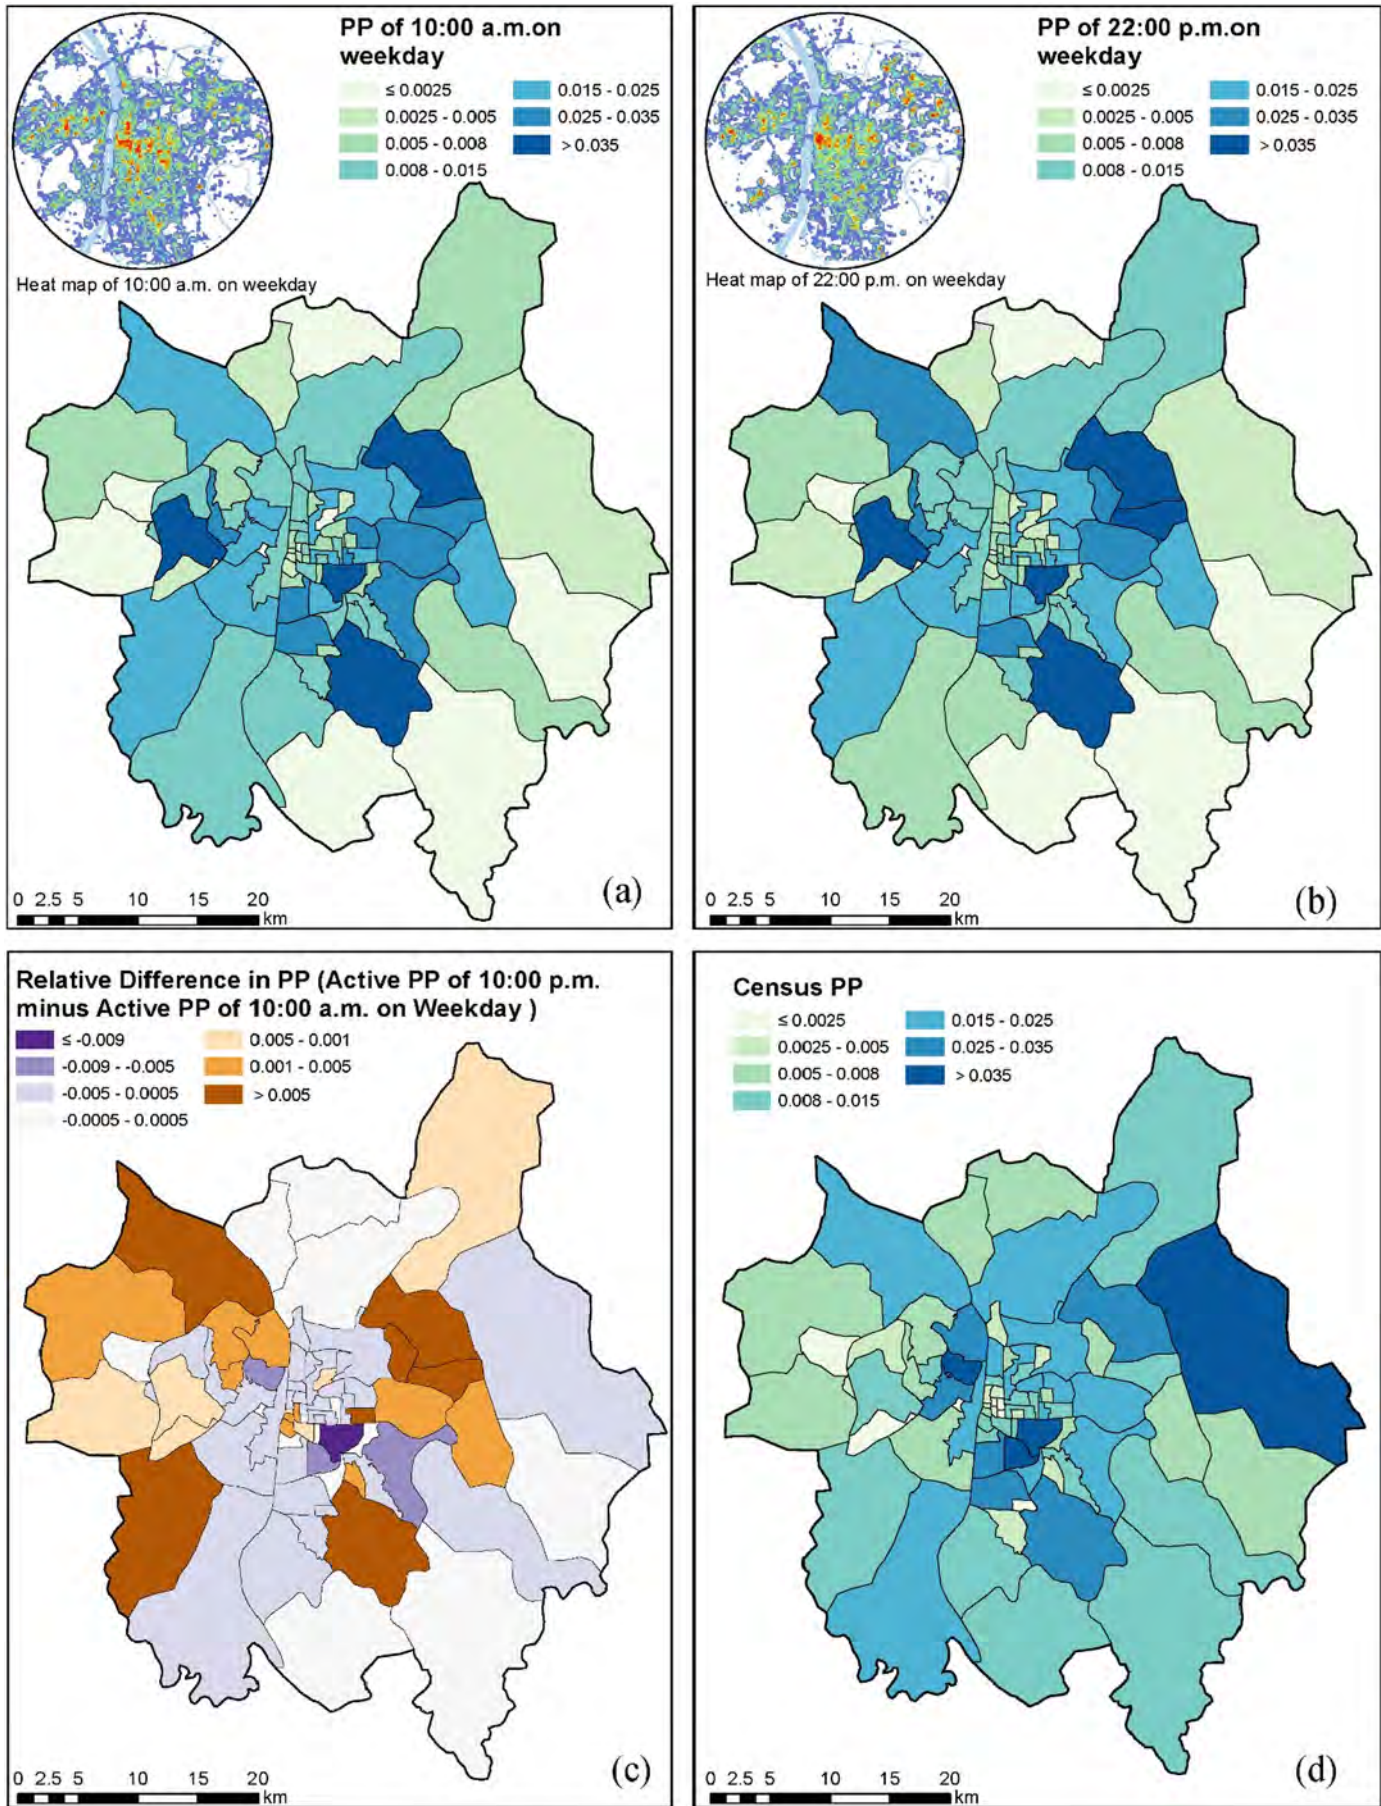 PP of 10:00 a.m.on
weekday
≤ 0.0025
0.0025 - 0.005
0.005 - 0.008
0.008 - 0.015
0.015 - 0.025
0.025 - 0.035
> 0.035
Heat map of 10:00 a.m. on weekday
0 2.5 5 10 15 20
km
(a)
PP of 22:00 p.m.on
weekday
≤ 0.0025
0.0025 - 0.005
0.005 - 0.008
0.008 - 0.015
0.015 - 0.025
0.025 - 0.035
> 0.035
Heat map of 22:00 p.m. on weekday
0 2.5 5 10 15 20
km
(b)
Relative Difference in PP (Active PP of 10:00 p.m.
minus Active PP of 10:00 a.m. on Weekday )
≤ -0.009
-0.009 - -0.005
-0.005 - 0.0005
-0.0005 - 0.0005
0.005 - 0.001
0.001 - 0.005
> 0.005
0 2.5 5 10 15 20
km
(c)
Census PP
≤ 0.0025
0.0025 - 0.005
0.005 - 0.008
0.008 - 0.015
0.015 - 0.025
0.025 - 0.035
> 0.035
0 2.5 5 10 15 20
km
(d)